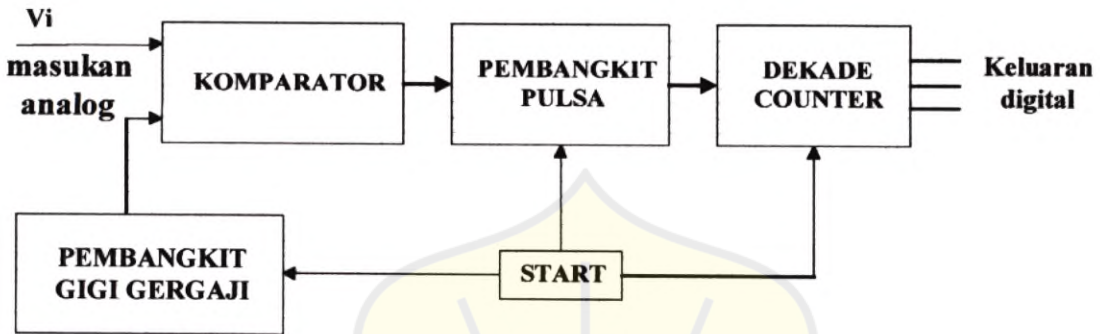 Vi
masukan
analog
KOMPARATOR
PEMBANGKIT
PULSA
DEKADE
COUNTER
Keluaran
digital
PEMBANGKIT
GIGI GERGAJI
START